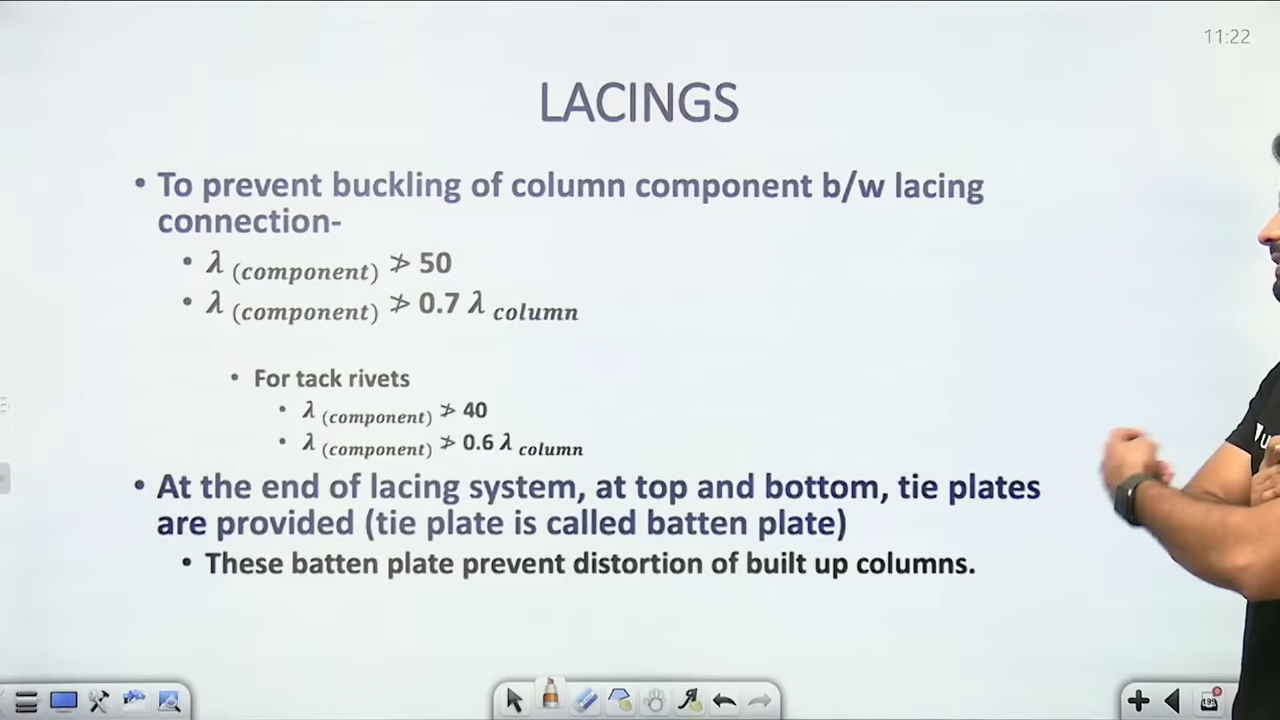 11:22
LACINGS
• To prevent buckling of column component b/w lacing
connection-
• λ (component) ≯ 50
• λ (component) ≯ 0.7 λ column
• For tack rivets
• λ (component) ≯ 40
• λ (component) ≯ 0.6 λ column
• At the end of lacing system, at top and bottom, tie plates
are provided (tie plate is called batten plate)
• These batten plate prevent distortion of built up columns.